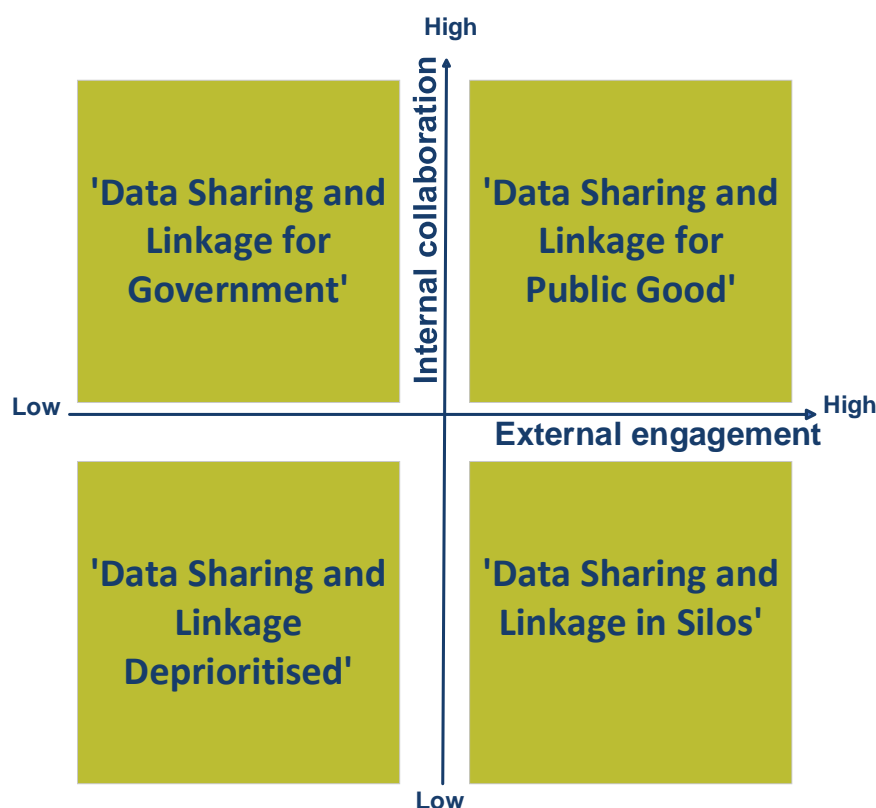 High
Internal collaboration
'Data Sharing and
Linkage for
Government'
'Data Sharing and
Linkage for
Public Good'
Low
High
External engagement
'Data Sharing and
Linkage
Deprioritised'
'Data Sharing and
Linkage in Silos'
Low